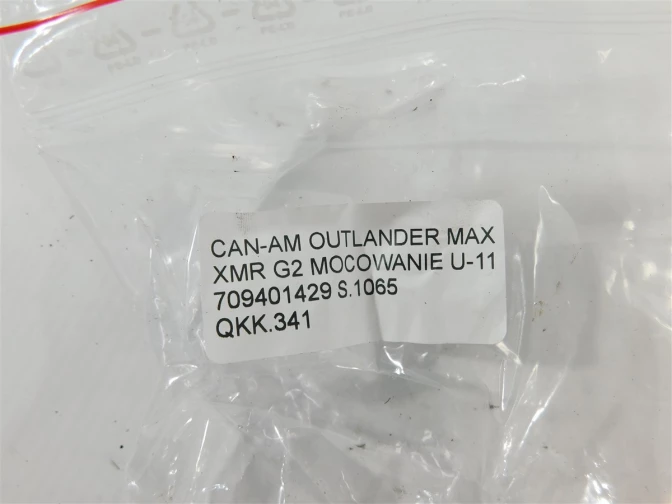 CAN-AM OUTLANDER MAX
XMR G2 MOCOWANIE U-11
709401429 S.1065
QKK.341